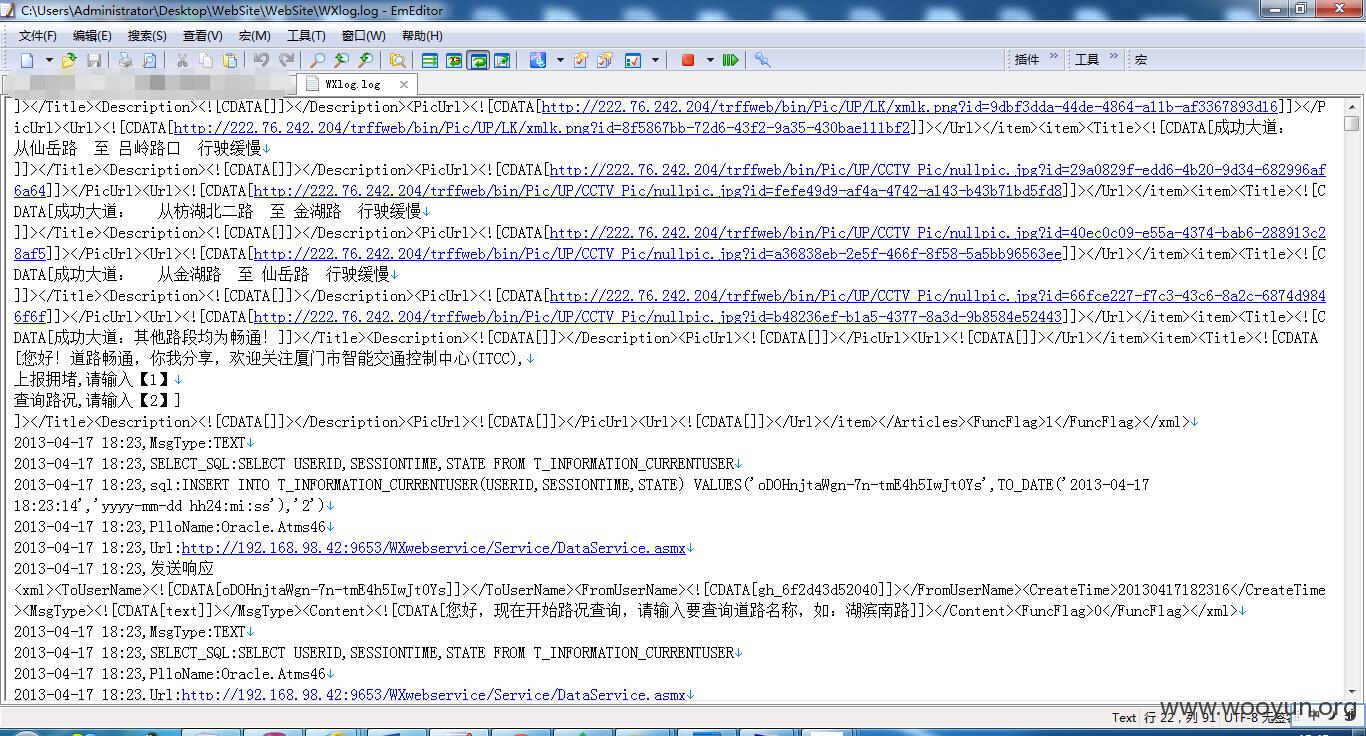 C:\Users\Administrator\Desktop\WebSite\WebSite\WXlog.log - EmEditor
文件(F) 编辑(E) 搜索(S) 查看(V) 宏(M) 工具(T) 窗口(W) 帮助(H)
插件 » 工具 » 宏
WXlog.log
]></Title><Description><![CDATA[]]></Description><PicUrl><![CDATA[http://222.76.242.204/trffweb/bin/Pic/UP/LK/xmlk.png?id=9dbf3dda-44de-4864-a11b-af3367893d16]]></P
icUrl><Url><![CDATA[http://222.76.242.204/trffweb/bin/Pic/UP/LK/xmlk.png?id=8f5867bb-72d6-43f2-9a35-430bae111bf2]]></Url></item><item><Title><![CDATA[成功大道：
从仙岳路　至 吕岭路口　行驶缓慢↓
]]></Title><Description><![CDATA[]]></Description><PicUrl><![CDATA[http://222.76.242.204/trffweb/bin/Pic/UP/CCTV_Pic/nullpic.jpg?id=29a0829f-edd6-4b20-9d34-682996af
6a64]]></PicUrl><Url><![CDATA[http://222.76.242.204/trffweb/bin/Pic/UP/CCTV_Pic/nullpic.jpg?id=fefe49d9-af4a-4742-a143-b43b71bd5fd8]]></Url></item><item><Title><![C
DATA[成功大道：　　从枋湖北二路　至 金湖路　行驶缓慢↓
]]></Title><Description><![CDATA[]]></Description><PicUrl><![CDATA[http://222.76.242.204/trffweb/bin/Pic/UP/CCTV_Pic/nullpic.jpg?id=40ec0c09-e55a-4374-bab6-288913c2
8af5]]></PicUrl><Url><![CDATA[http://222.76.242.204/trffweb/bin/Pic/UP/CCTV_Pic/nullpic.jpg?id=a36838eb-2e5f-466f-8f58-5a5bb96563ee]]></Url></item><item><Title><![C
DATA[成功大道：　　从金湖路　至 仙岳路　行驶缓慢↓
]]></Title><Description><![CDATA[]]></Description><PicUrl><![CDATA[http://222.76.242.204/trffweb/bin/Pic/UP/CCTV_Pic/nullpic.jpg?id=66fce227-f7c3-43c6-8a2c-6874d984
6f6f]]></PicUrl><Url><![CDATA[http://222.76.242.204/trffweb/bin/Pic/UP/CCTV_Pic/nullpic.jpg?id=b48236ef-b1a5-4377-8a3d-9b8584e52443]]></Url></item><item><Title><![C
DATA[成功大道：其他路段均为畅通！]]></Title><Description><![CDATA[]]></Description><PicUrl><![CDATA[]]></PicUrl><Url><![CDATA[]]></Url></item><item><Title><![CDATA
[您好！道路畅通，你我分享，欢迎关注厦门市智能交通控制中心(ITCC),↓
上报拥堵,请输入【1】↓
查询路况,请输入【2】]
]></Title><Description><![CDATA[]]></Description><PicUrl><![CDATA[]]></PicUrl><Url><![CDATA[]]></Url></item></Articles><FuncFlag>1</FuncFlag></xml>↓
2013-04-17 18:23,MsgType:TEXT↓
2013-04-17 18:23,SELECT_SQL:SELECT USERID,SESSIONTIME,STATE FROM T_INFORMATION_CURRENTUSER↓
2013-04-17 18:23,sql:INSERT INTO T_INFORMATION_CURRENTUSER(USERID,SESSIONTIME,STATE) VALUES('oDOHnjtaWgn-7n-tmE4h5IwJt0Ys',TO_DATE('2013-04-17
18:23:14','yyyy-mm-dd hh24:mi:ss'),'2')↓
2013-04-17 18:23,PlloName:Oracle.Atms46↓
2013-04-17 18:23,Url:http://192.168.98.42:9653/WXwebservice/Service/DataService.asmx↓
2013-04-17 18:23,发送响应
<xml><ToUserName><![CDATA[oDOHnjtaWgn-7n-tmE4h5IwJt0Ys]]></ToUserName><FromUserName><![CDATA[gh_6f2d43d52040]]></FromUserName><CreateTime>20130417182316</CreateTime
><MsgType><![CDATA[text]]></MsgType><Content><![CDATA[您好，现在开始路况查询，请输入要查询道路名称，如：湖滨南路]]></Content><FuncFlag>0</FuncFlag></xml>↓
2013-04-17 18:23,MsgType:TEXT↓
2013-04-17 18:23,SELECT_SQL:SELECT USERID,SESSIONTIME,STATE FROM T_INFORMATION_CURRENTUSER↓
2013-04-17 18:23,PlloName:Oracle.Atms46↓
2013-04-17 18:23,Url:http://192.168.98.42:9653/WXwebservice/Service/DataService.asmx↓
www.wooyun.org
Text 行 22，列 91 UTF-8 无签